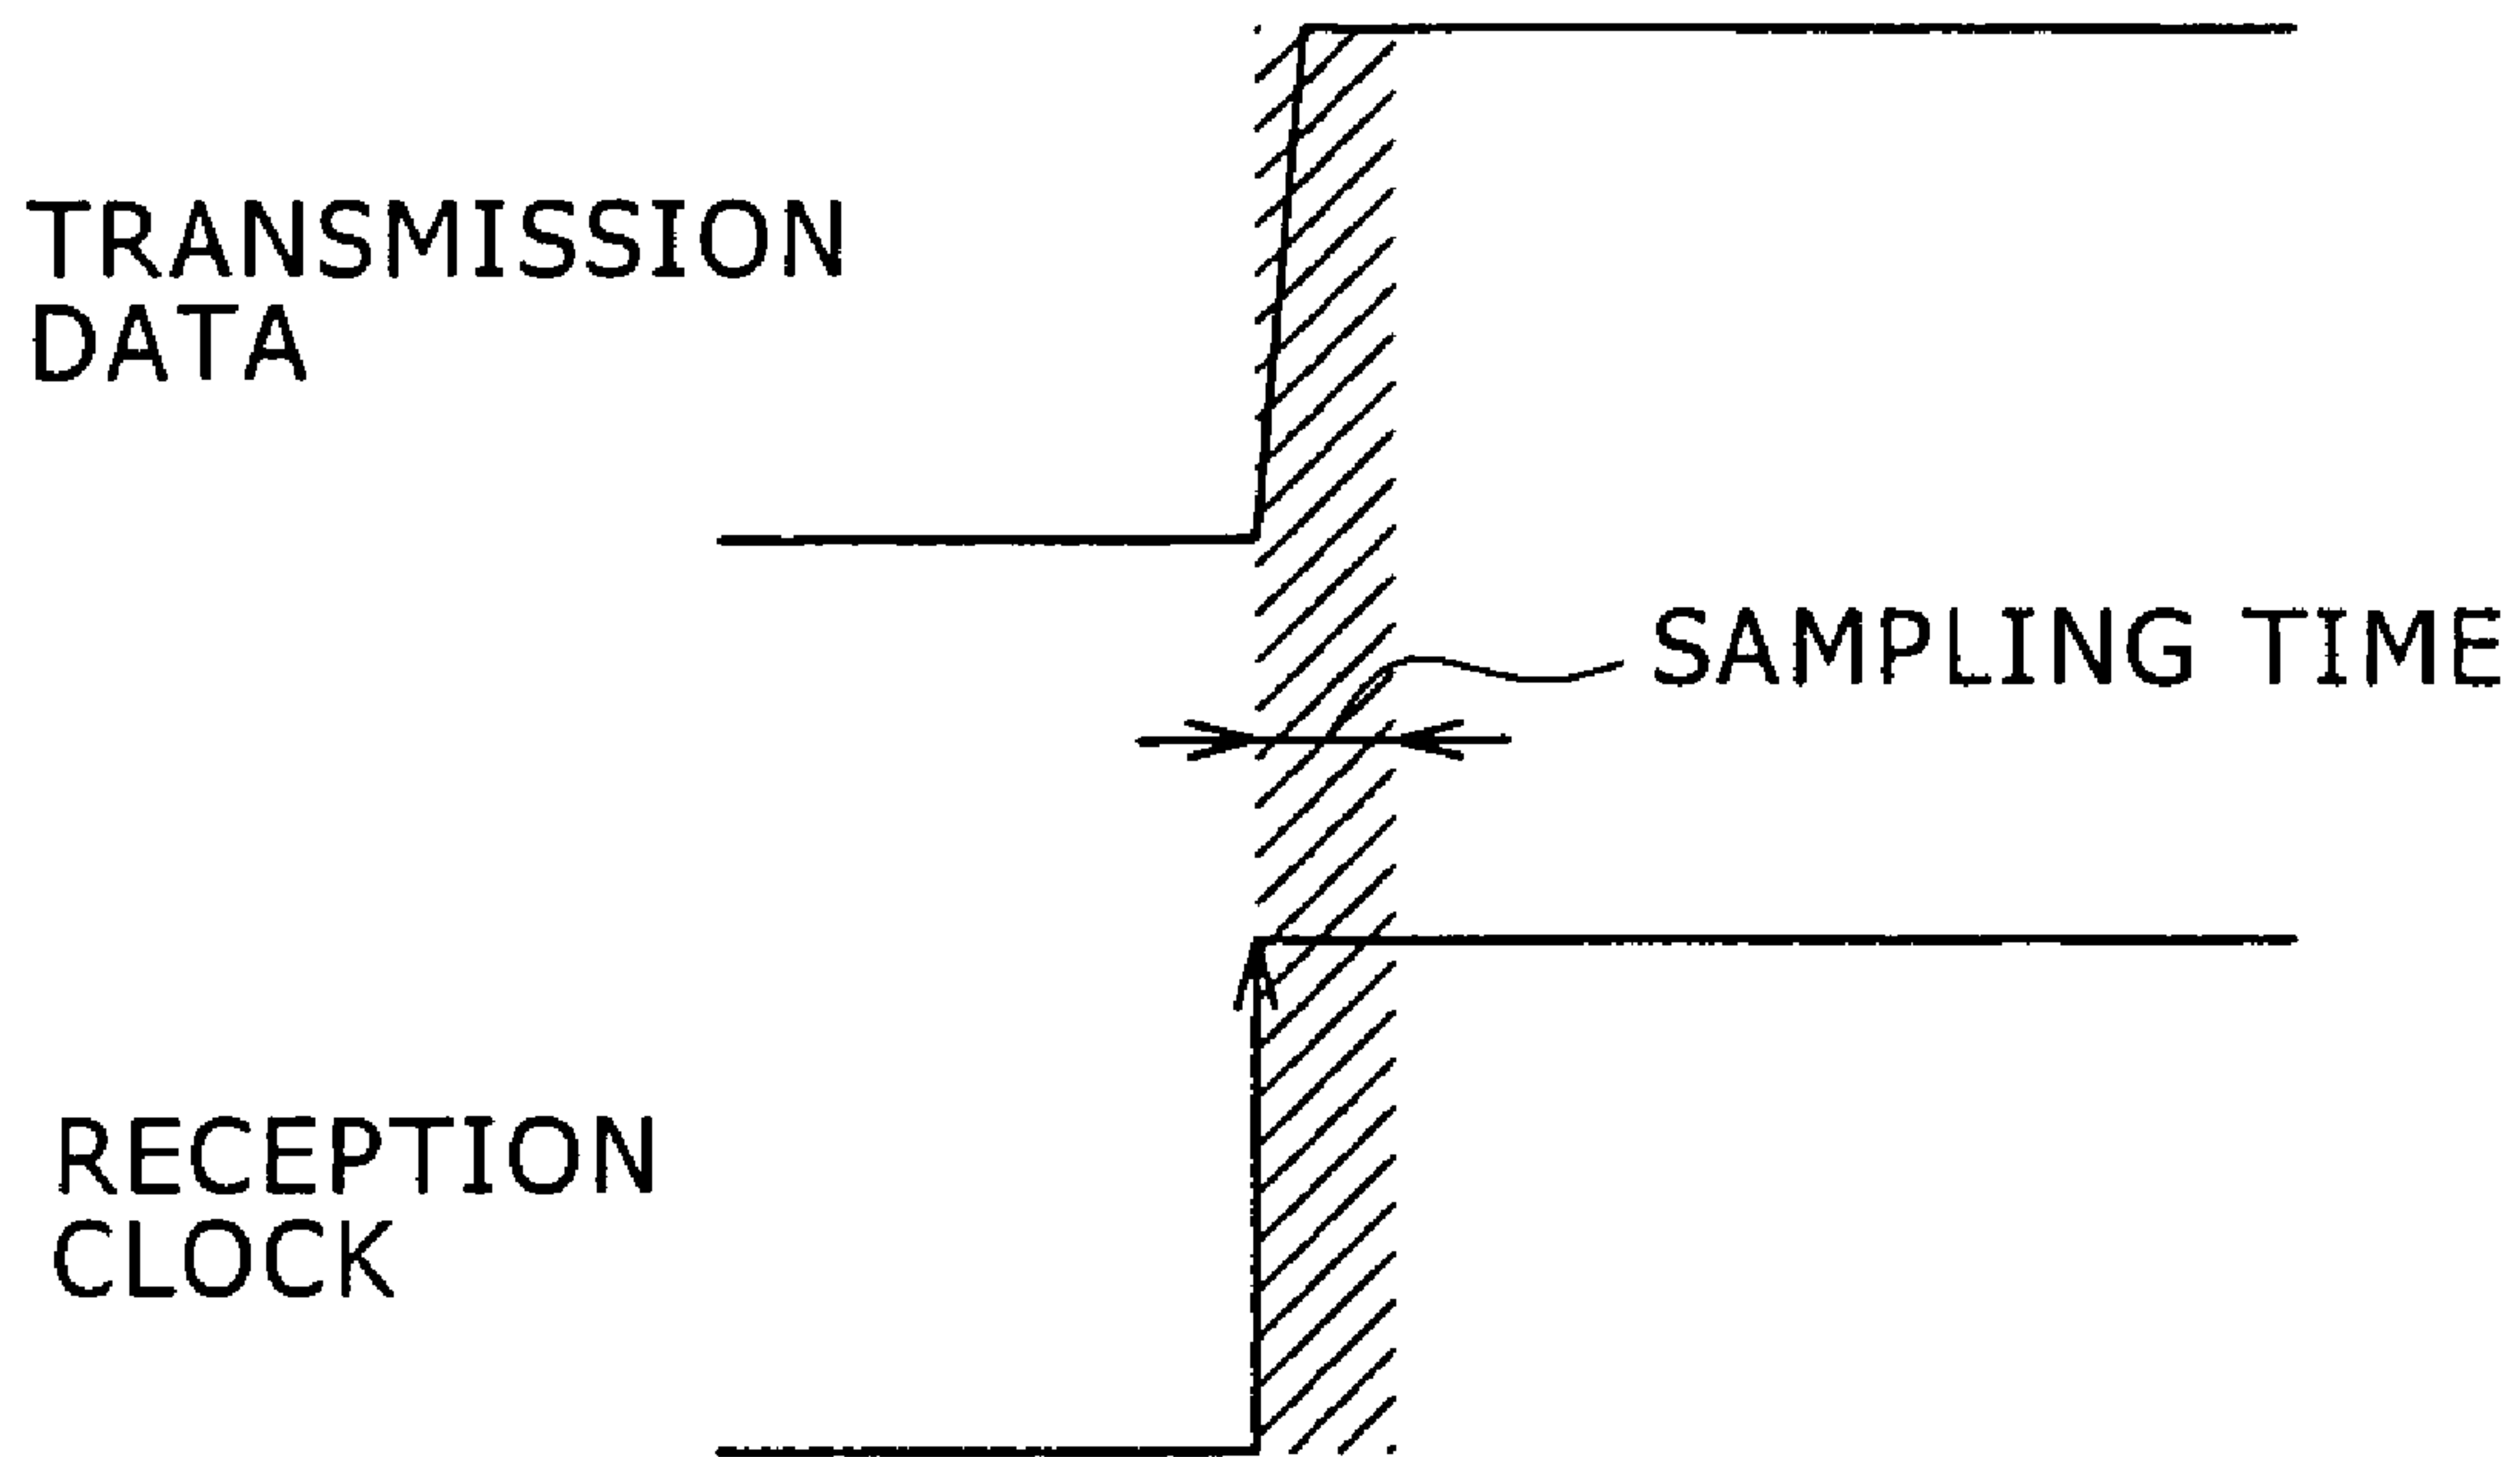 TRANSMISSION
DATA
SAMPLING TIME
RECEPTION
CLOCK